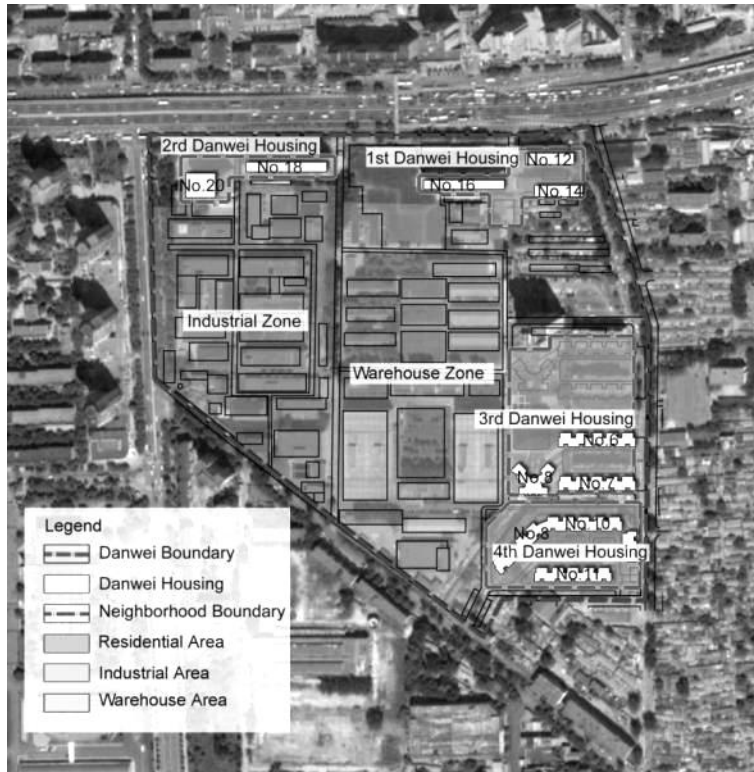 2rd Danwei Housing
1st Danwei Housing
No.12
No.18
No.20
No.16
No.14
Industrial Zone
Warehouse Zone
3rd Danwei Housing
No.6
No.7
No.10
4th Danwei Housing
No.11
Legend
Danwei Boundary
Danwei Housing
Neighborhood Boundary
Residential Area
Industrial Area
Warehouse Area